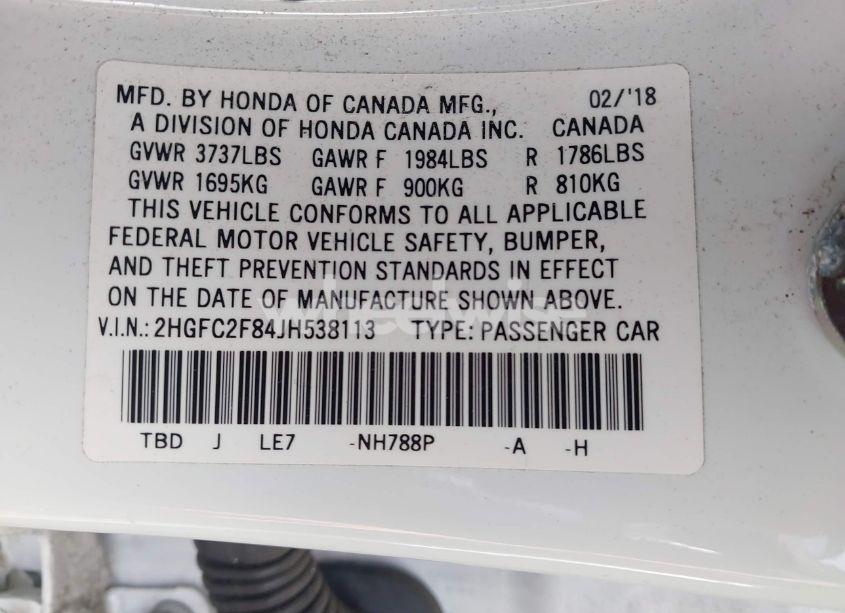 MFD. BY HONDA OF CANADA MFG., 02/'18
A DIVISION OF HONDA CANADA INC. CANADA
GVWR 3737LBS GAWR F 1984LBS R 1786LBS
GVWR 1695KG GAWR F 900KG R 810KG
THIS VEHICLE CONFORMS TO ALL APPLICABLE
FEDERAL MOTOR VEHICLE SAFETY, BUMPER,
AND THEFT PREVENTION STANDARDS IN EFFECT
ON THE DATE OF MANUFACTURE SHOWN ABOVE.
wheelwise
V.I.N.: 2HGFC2F84JH538113 TYPE: PASSENGER CAR
TBD J LE7 -NH788P -A -H